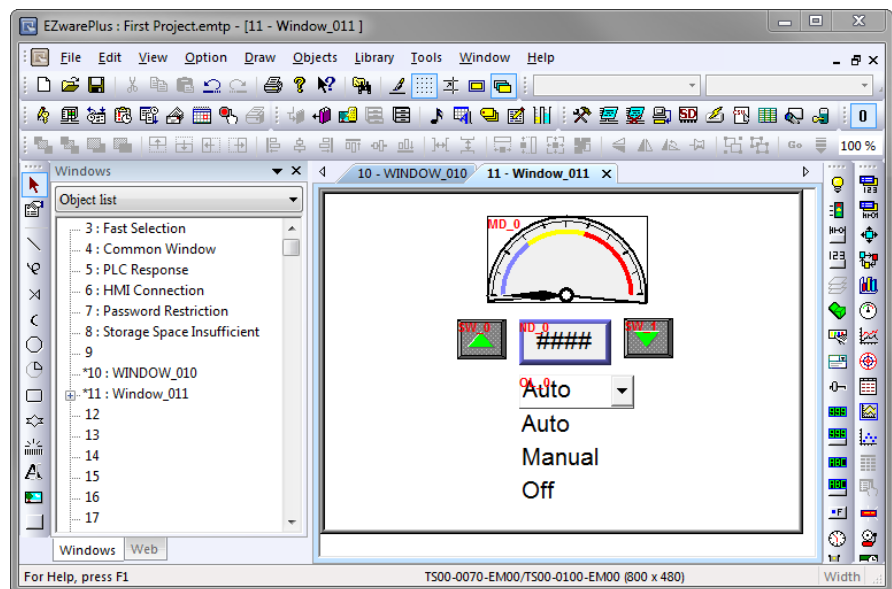 EZwarePlus : First Project.emtp - [11 - Window_011 ]
File Edit View Option Draw Objects Library Tools Window Help
0
Go 100 %
Windows
10 - WINDOW_010 11 - Window_011
Object list
3 : Fast Selection
4 : Common Window
5 : PLC Response
6 : HMI Connection
7 : Password Restriction
8 : Storage Space Insufficient
9
*10 : WINDOW_010
*11 : Window_011
12
13
14
15
16
17
Windows Web
MD_0
SW_0 ND_0 SW_1
####
OL_0
Auto
Auto
Manual
Off
For Help, press F1 TS00-0070-EM00/TS00-0100-EM00 (800 x 480) Width